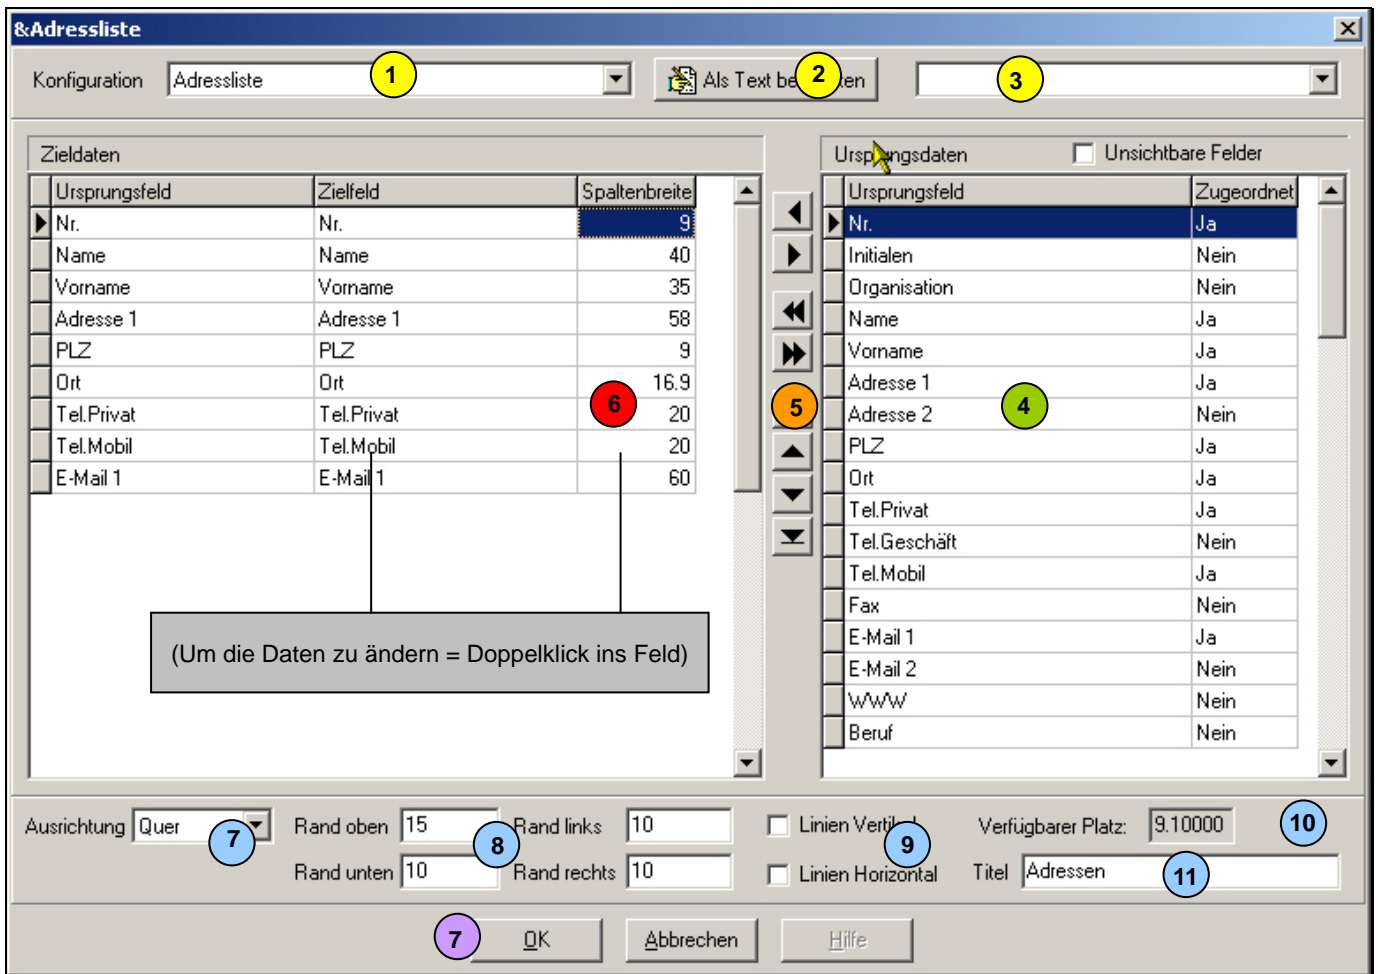 &Adressliste
Konfiguration Adressliste 1 Als Text be 2 ten 3
Zieldaten
Ursprungsfeld Zielfeld Spaltenbreite
Nr. Nr. 9
Name Name 40
Vorname Vorname 35
Adresse 1 Adresse 1 58
PLZ PLZ 9
Ort Ort 16.9
Tel.Privat Tel.Privat 20
Tel.Mobil Tel.Mobil 20
E-Mail 1 E-Mail 1 60
6
(Um die Daten zu ändern = Doppelklick ins Feld)
5
Ursprungsdaten Unsichtbare Felder
Ursprungsfeld Zugeordnet
Nr. Ja
Initialen Nein
Organisation Nein
Name Ja
Vorname Ja
Adresse 1 Ja
Adresse 2 Nein
4
PLZ Ja
Ort Ja
Tel.Privat Ja
Tel.Geschäft Nein
Tel.Mobil Ja
Fax Nein
E-Mail 1 Ja
E-Mail 2 Nein
WWW Nein
Beruf Nein
Ausrichtung Quer 7 Rand oben 15 Rand links 10 Linien Vertikal Verfügbarer Platz: 9.10000 10
8 9
Rand unten 10 Rand rechts 10 Linien Horizontal Titel Adressen 11
7 OK Abbrechen Hilfe